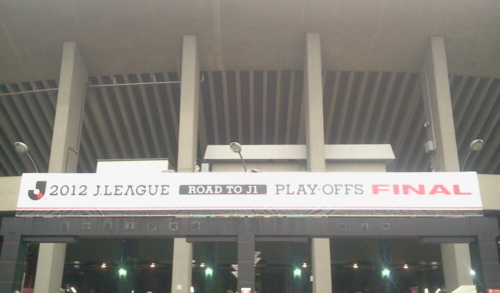 2012 J.LEAGUE ROAD TO J1 PLAY-OFFS FINAL